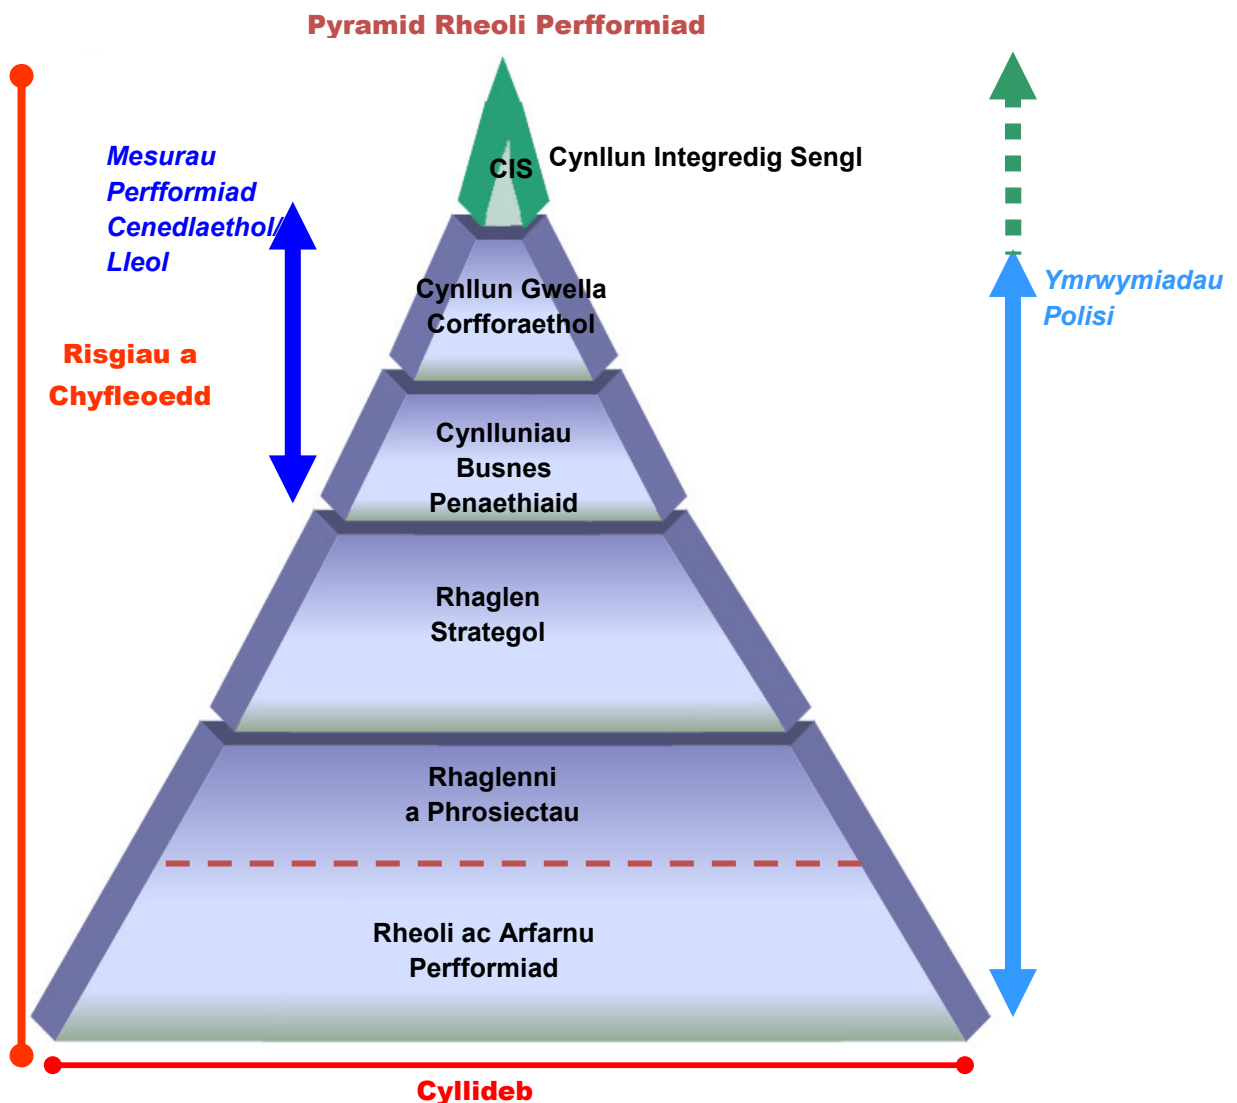 Pyramid Rheoli Perfformiad
Mesurau
Perfformiad
Cenedlaethol/
Lleol
CIS
Cynllun Integredig Sengl
Ymrwymiadau
Polisi
Risgiau a
Chyfleoedd
Cynllun Gwella
Corfforaethol
Cynlluniau
Busnes
Penaethiaid
Rhaglen
Strategol
Rhaglenni
a Phrosiectau
Rheoli ac Arfarnu
Perfformiad
Cyllideb